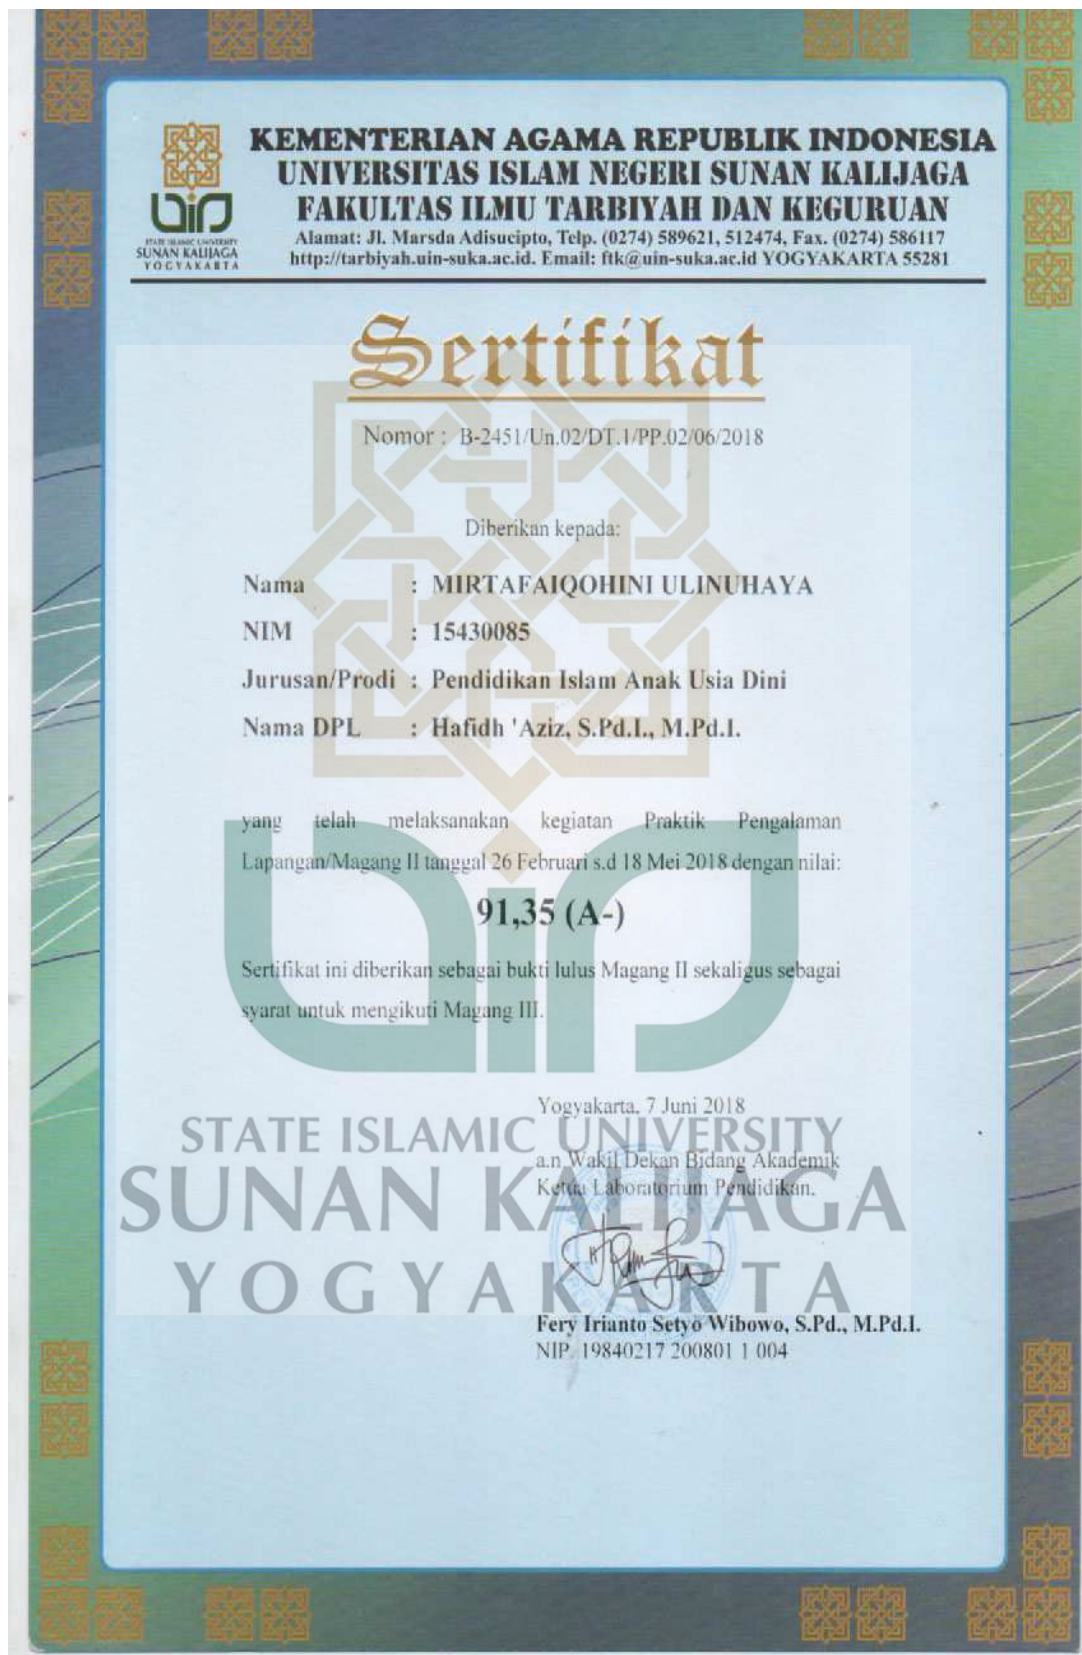 KEMENTERIAN AGAMA REPUBLIK INDONESIA
UNIVERSITAS ISLAM NEGERI SUNAN KALIJAGA
FAKULTAS ILMU TARBIYAH DAN KEGURUAN
Alamat: Jl. Marsda Adisucipto, Telp. (0274) 589621, 512474, Fax. (0274) 586117
http://tarbiyah.uin-suka.ac.id. Email: ftk@uin-suka.ac.id YOGYAKARTA 55281
STATE ISLAMIC UNIVERSITY
SUNAN KALIJAGA
YOGYAKARTA
Sertifikat
Nomor : B-2451/Un.02/DT.1/PP.02/06/2018
Diberikan kepada:
Nama : MIRTAFAIQOHINI ULINUHAYA
NIM : 15430085
Jurusan/Prodi : Pendidikan Islam Anak Usia Dini
Nama DPL : Hafidh 'Aziz, S.Pd.I., M.Pd.I.
yang telah melaksanakan kegiatan Praktik Pengalaman
Lapangan/Magang II tanggal 26 Februari s.d 18 Mei 2018 dengan nilai:
91,35 (A-)
Sertifikat ini diberikan sebagai bukti lulus Magang II sekaligus sebagai
syarat untuk mengikuti Magang III.
Yogyakarta, 7 Juni 2018
STATE ISLAMIC UNIVERSITY
a.n Wakil Dekan Bidang Akademik
Ketua Laboratorium Pendidikan.
SUNAN KALIJAGA
YOGYAKARTA
Fery Irianto Setyo Wibowo, S.Pd., M.Pd.I.
NIP. 19840217 200801 1 004